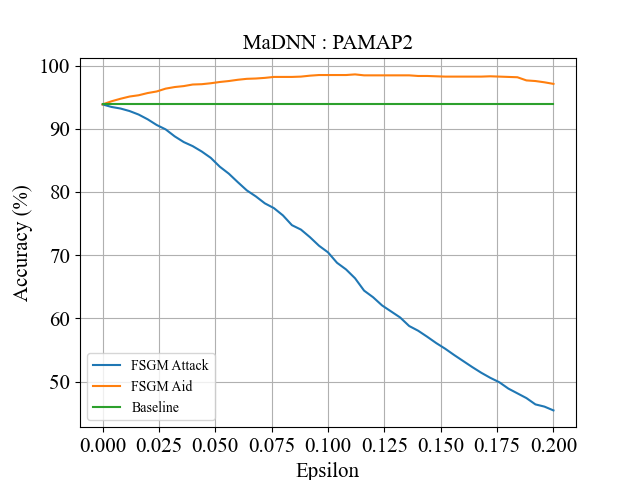 MaDNN : PAMAP2
Accuracy (%)
100
90
80
70
60
50
FSGM Attack
FSGM Aid
Baseline
0.000 0.025 0.050 0.075 0.100 0.125 0.150 0.175 0.200
Epsilon